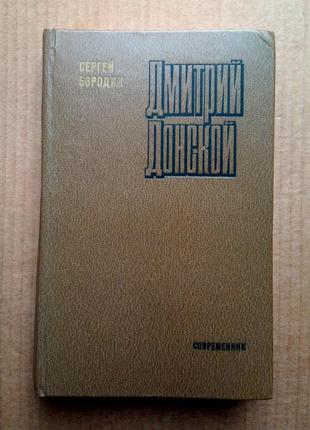 СЕРГЕЙ
БОРОДИН
ДМИТРИЙ
ДОНСКОЙ
СОВРЕМЕННИК